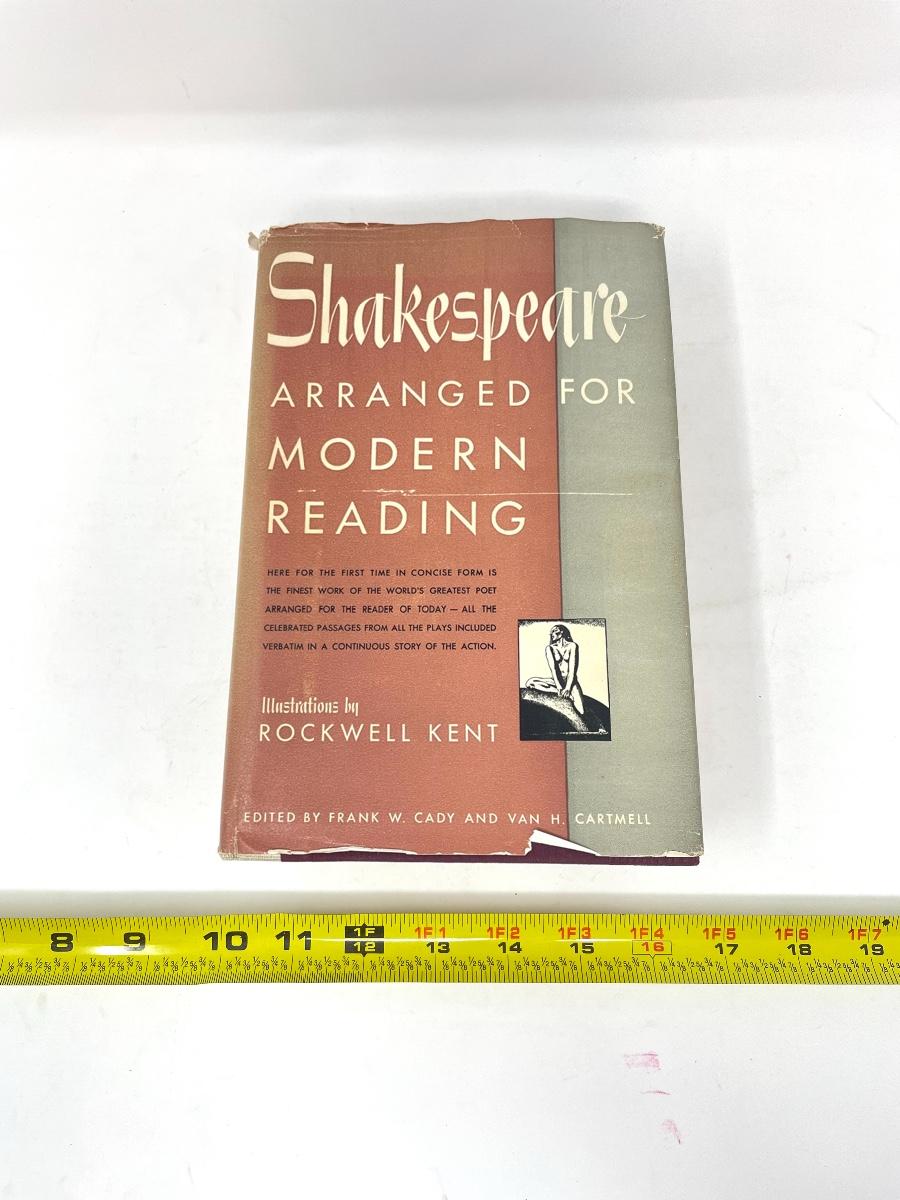 Shakespeare
ARRANGED FOR
MODERN
READING
HERE FOR THE FIRST TIME IN CONCISE FORM IS
THE FINEST WORK OF THE WORLD'S GREATEST POET
ARRANGED FOR THE READER OF TODAY — ALL THE
CELEBRATED PASSAGES FROM ALL THE PLAYS INCLUDED
VERBATIM IN A CONTINUOUS STORY OF THE ACTION.
Illustrations by
ROCKWELL KENT
EDITED BY FRANK W. CADY AND VAN H. CARTMELL
1F 1F1 1F2 1F3 1F4 1F5 1F6 1F7
8 9 10 11 12 13 14 15 16 17 18 19